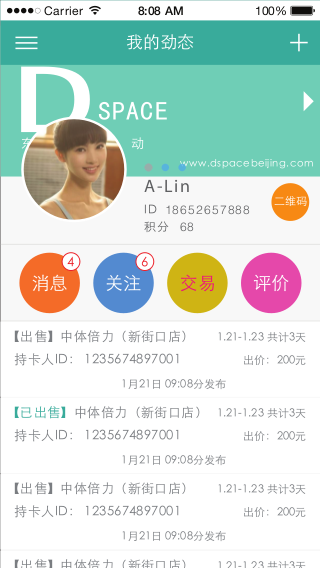 Carrier 8:08 AM 100%
我的劲态
D SPACE
动
www.dspacebeijing.com
A-Lin
ID 18652657888
积分 68
二维码
消息 4
关注 6
交易
评价
【出售】中体倍力（新街口店） 1.21-1.23 共计3天
持卡人ID： 1235674897001 出价：200元
1月21日 09:08分发布
【已出售】中体倍力（新街口店） 1.21-1.23 共计3天
持卡人ID： 1235674897001 出价：200元
1月21日 09:08分发布
【出售】中体倍力（新街口店） 1.21-1.23 共计3天
持卡人ID： 1235674897001 出价：200元
1月21日 09:08分发布
【出售】中体倍力（新街口店） 1.21-1.23 共计3天